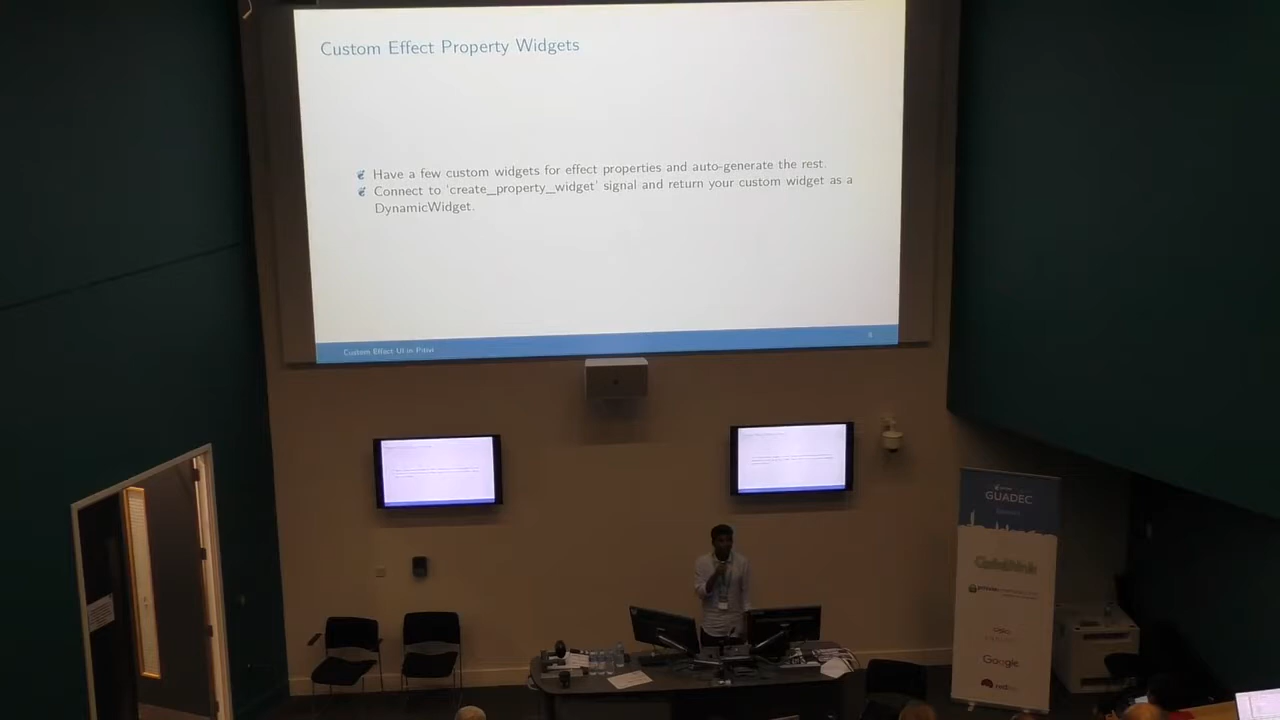 Custom Effect Property Widgets
Have a few custom widgets for effect properties and auto-generate the rest.
Connect to 'create_property_widget' signal and return your custom widget as a
DynamicWidget.
Custom Effect UI in Pitivi
GUADEC
Codethink
Google